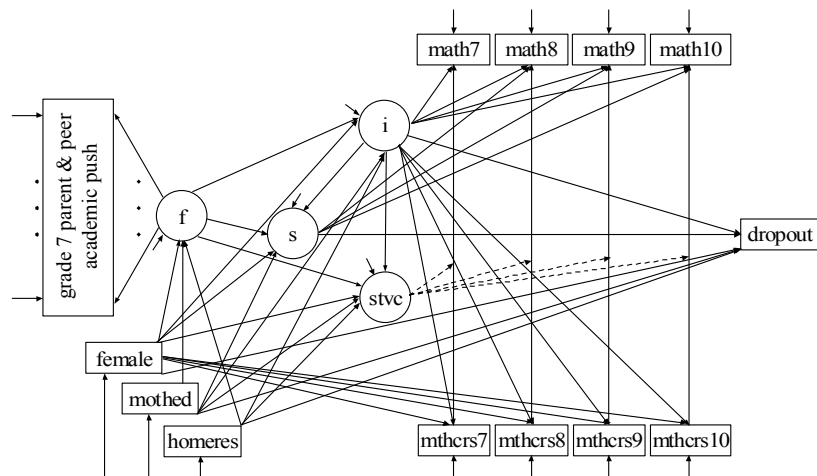 math7
math8
math9
math10
i
grade 7 parent & peer
academic push
f
s
dropout
stvc
female
mothed
homeres
mthcrs7
mthcrs8
mthcrs9
mthcrs10